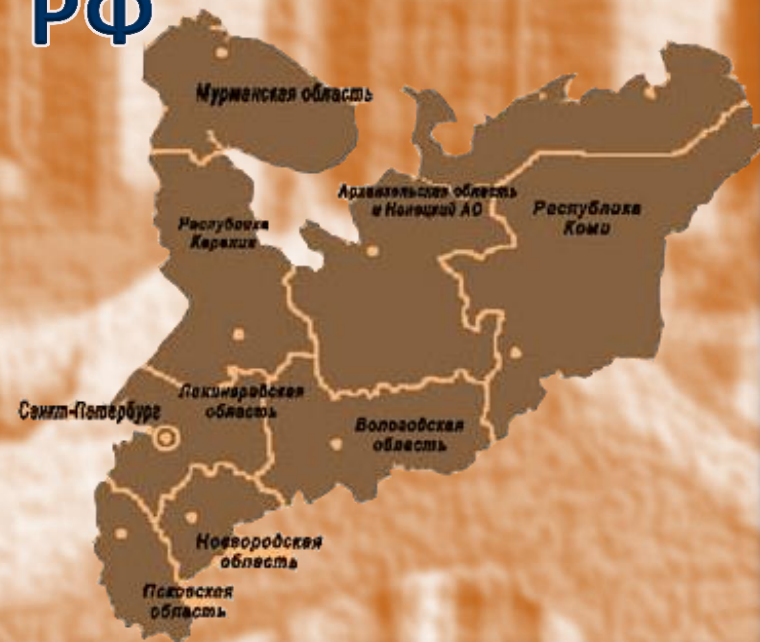 РФ
Мурманская область
Архангельская область
и Ненецкий АО
Республика
Коми
Республика
Карелия
Санкт-Петербург
Ленинградская
область
Вологодская
область
Новгородская
область
Псковская
область